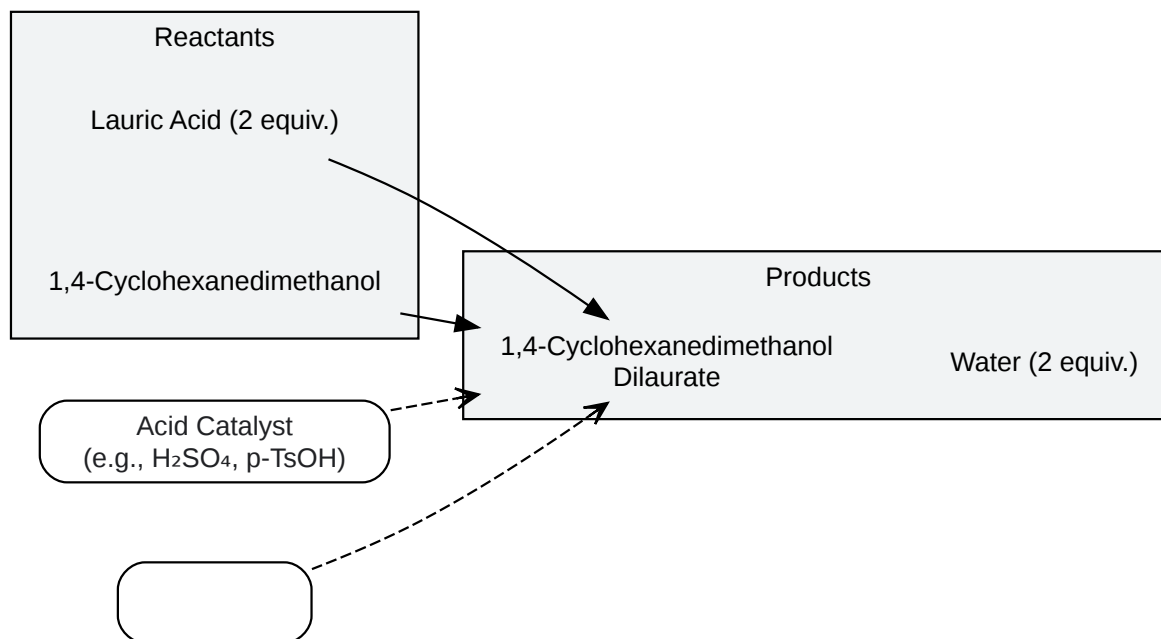 Reactants
Lauric Acid (2 equiv.)
1,4-Cyclohexanedimethanol
Products
1,4-Cyclohexanedimethanol
Dilaurate
Water (2 equiv.)
Acid Catalyst
(e.g., H₂SO₄, p-TsOH)